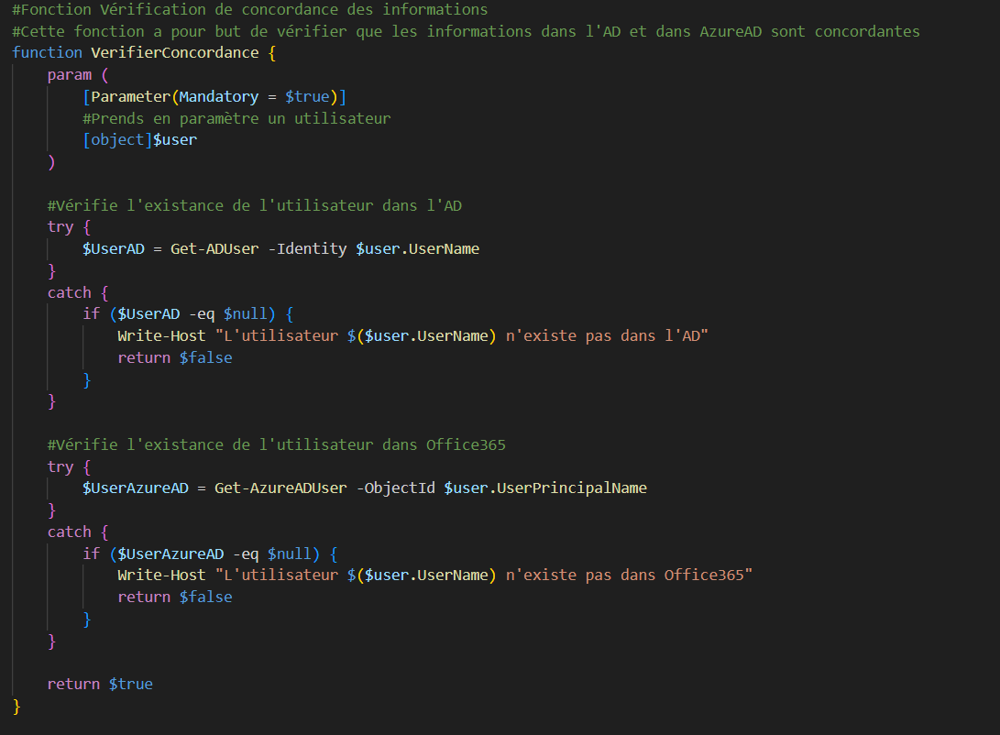 #Fonction Vérification de concordance des informations
#Cette fonction a pour but de vérifier que les informations dans l'AD et dans AzureAD sont concordantes
function VerifierConcordance {
    param (
        [Parameter(Mandatory = $true)]
        #Prends en paramètre un utilisateur
        [object]$user
    )

    #Vérifie l'existance de l'utilisateur dans l'AD
    try {
        $UserAD = Get-ADUser -Identity $user.UserName
    }
    catch {
        if ($UserAD -eq $null) {
            Write-Host "L'utilisateur $($user.UserName) n'existe pas dans l'AD"
            return $false
        }
    }

    #Vérifie l'existance de l'utilisateur dans Office365
    try {
        $UserAzureAD = Get-AzureADUser -ObjectId $user.UserPrincipalName
    }
    catch {
        if ($UserAzureAD -eq $null) {
            Write-Host "L'utilisateur $($user.UserName) n'existe pas dans Office365"
            return $false
        }
    }

    return $true
}